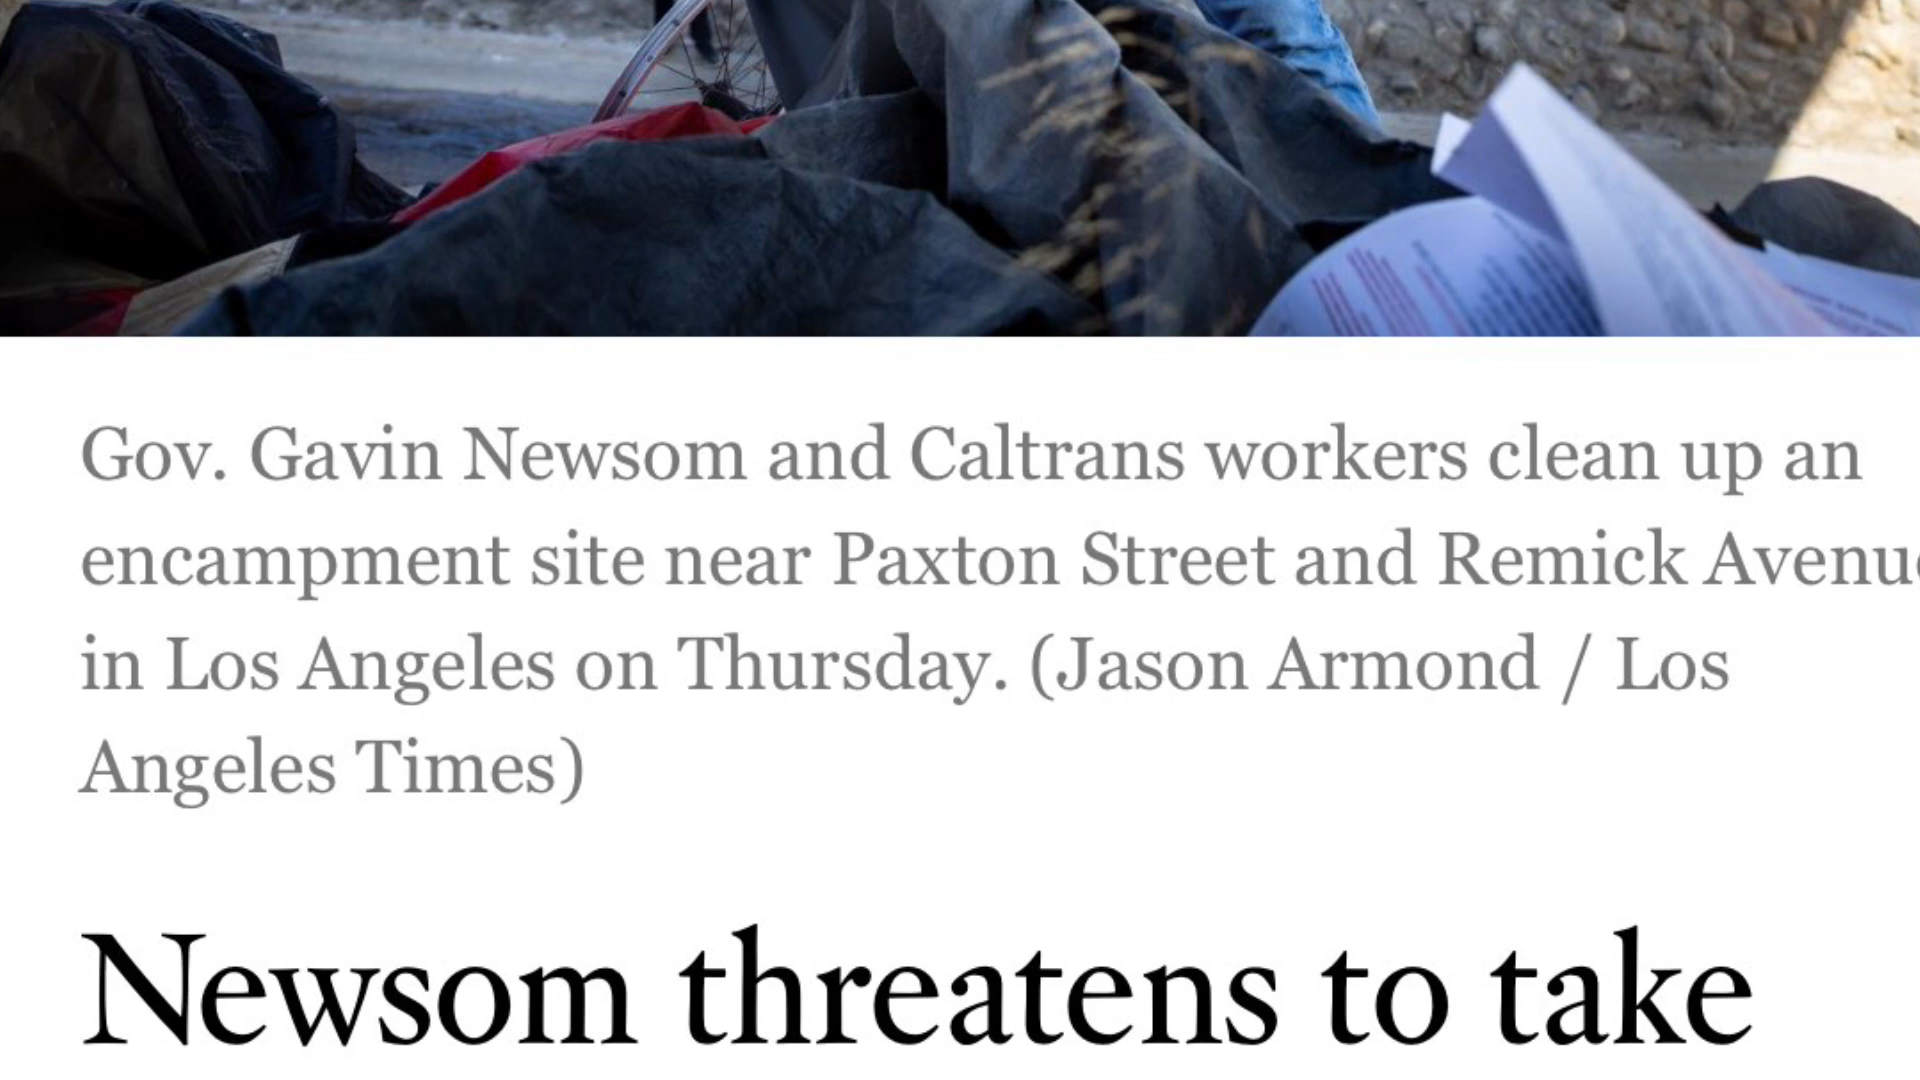 Gov. Gavin Newsom and Caltrans workers clean up an
encampment site near Paxton Street and Remick Avenue
in Los Angeles on Thursday. (Jason Armond / Los
Angeles Times)
Newsom threatens to take